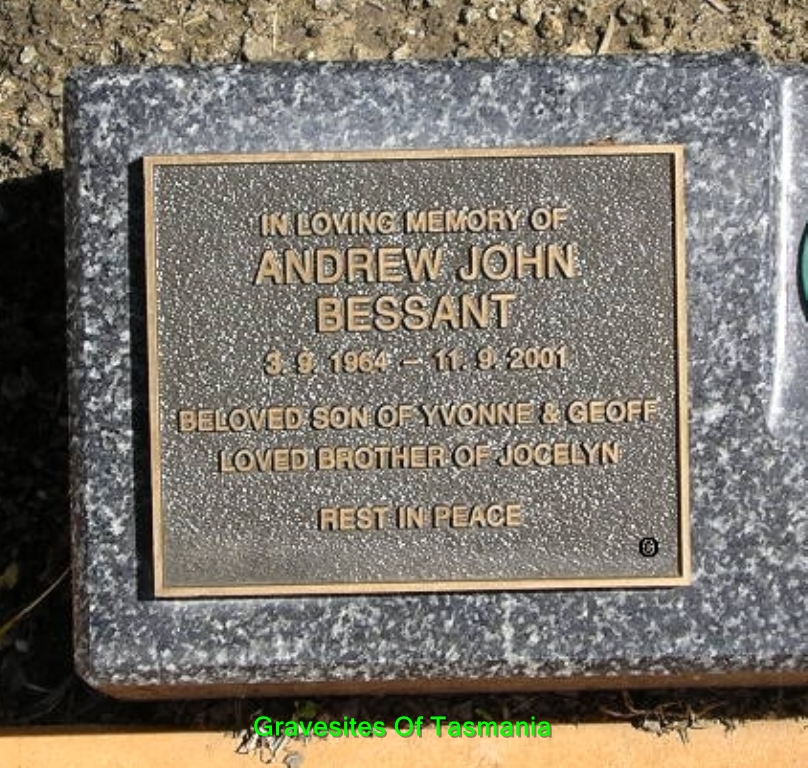 IN LOVING MEMORY OF
ANDREW JOHN
BESSANT
3. 9. 1964 – 11. 9. 2001
BELOVED SON OF YVONNE & GEOFF
LOVED BROTHER OF JOCELYN
REST IN PEACE
Gravesites Of Tasmania